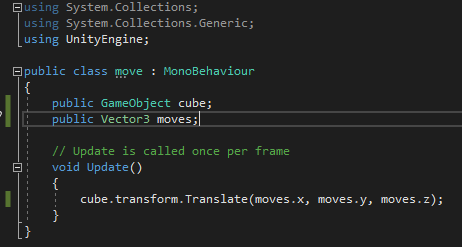 using System.Collections;
using System.Collections.Generic;
using UnityEngine;
public class move : MonoBehaviour
{
public GameObject cube;
public Vector3 moves;
// Update is called once per frame
void Update()
{
cube.transform.Translate(moves.x, moves.y, moves.z);
}
}